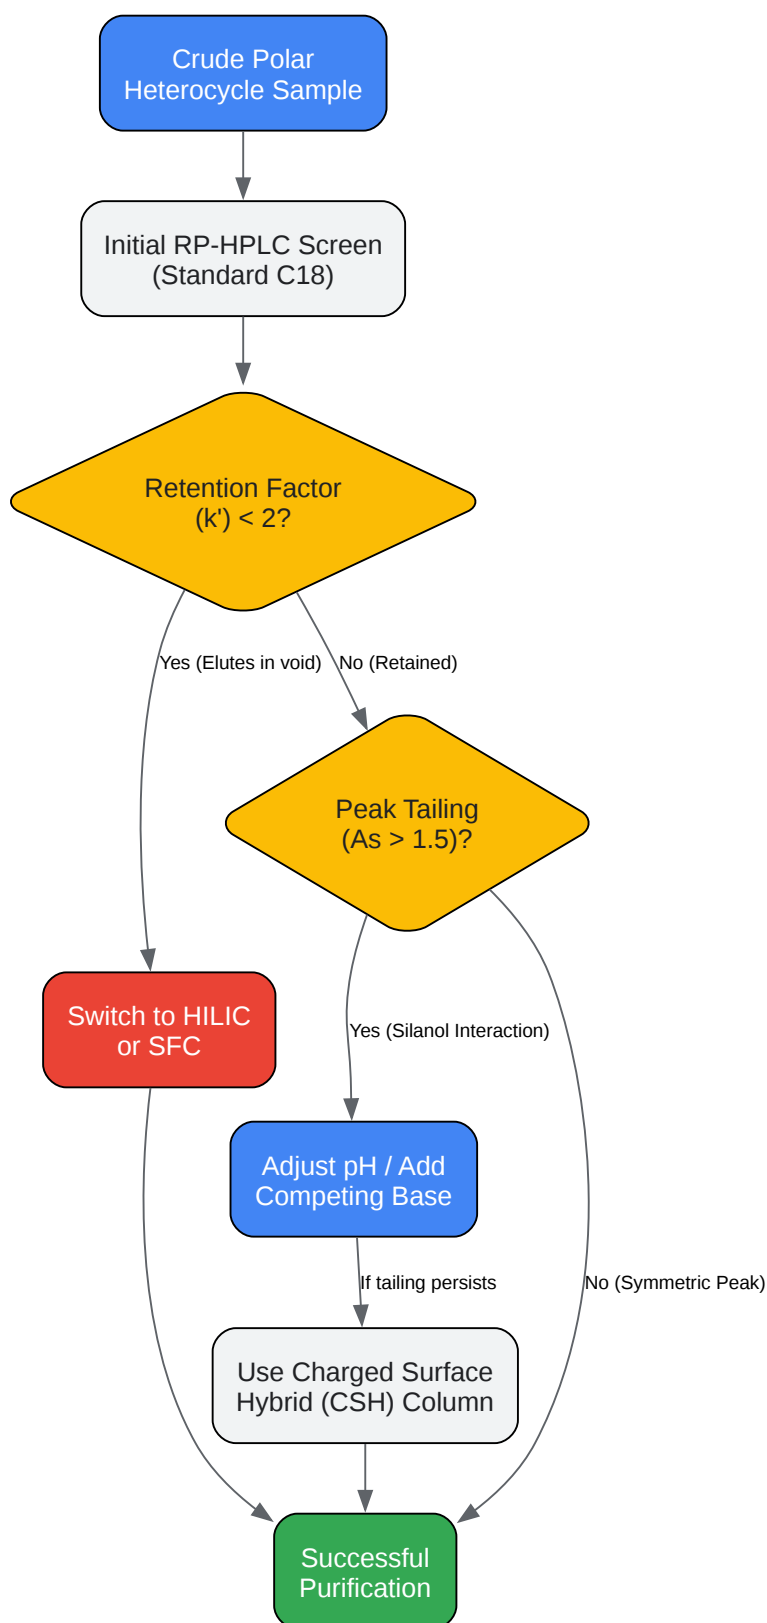 Crude Polar
Heterocycle Sample
Initial RP-HPLC Screen
(Standard C18)
Retention Factor
(k') < 2?
Yes (Elutes in void)
No (Retained)
Peak Tailing
(As > 1.5)?
Switch to HILIC
or SFC
Yes (Silanol Interaction)
Adjust pH / Add
Competing Base
If tailing persists
No (Symmetric Peak)
Use Charged Surface
Hybrid (CSH) Column
Successful
Purification